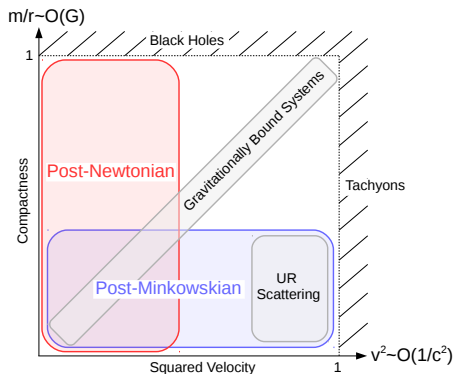 m/r~O(G)
Black Holes
1
Gravitationally Bound Systems
Post-Newtonian
Compactness
Tachyons
Post-Minkowskian
UR
Scattering
Squared Velocity
1
v²~O(1/c²)